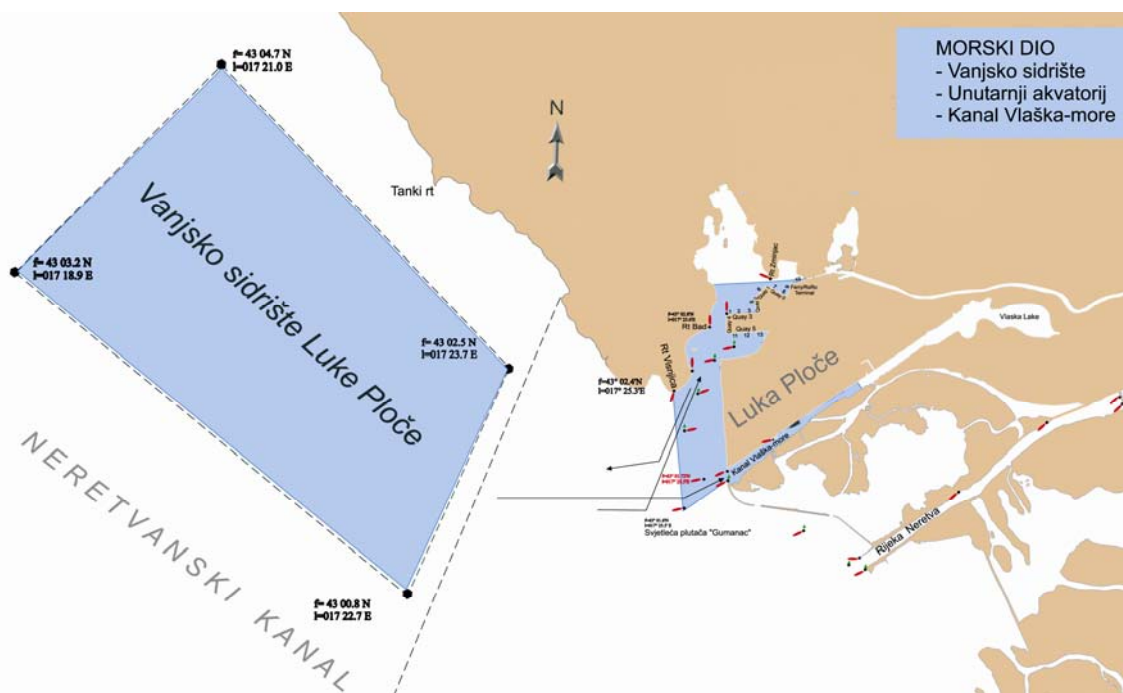 f= 43 04.7 N
l=017 21.0 E
MORSKI DIO
- Vanjsko sidrište
- Unutarnji akvatorij
- Kanal Vlaška-more
N
Tanki rt
Vanjsko sidrište Luke Ploče
f= 43 03.2 N
l=017 18.9 E
f= 43 02.5 N
l=017 23.7 E
f= 43 00.8 N
l=017 22.7 E
NERETVANSKI KANAL
Rt Zminjac
Ferry/RoRo
Terminal
Quay 3
Quay 5
Rt Bad
Rt Visnjica
f=43° 02.4'N
l=017° 25.3'E
Luka Ploče
Vlaska Lake
Kanal Vlaška-more
Svjetleća plutača "Gumanac"
Rijeka Neretva